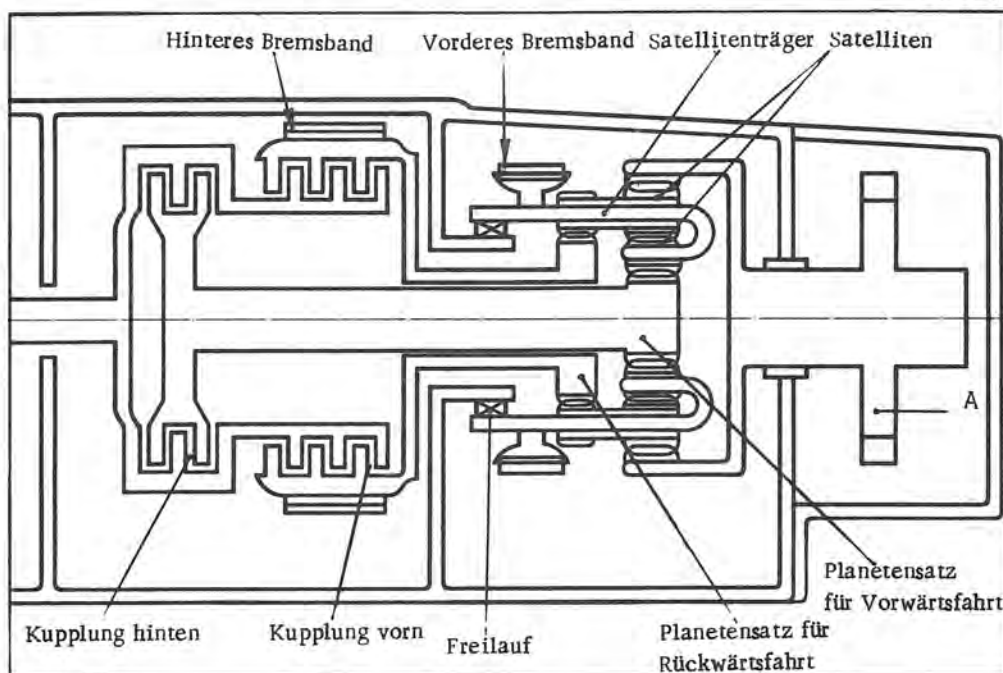 Hinteres Bremsband
Vorderes Bremsband
Satellitenträger
Satelliten
A
Planetensatz
für Vorwärtsfahrt
Kupplung hinten
Kupplung vorn
Freilauf
Planetensatz für
Rückwärtsfahrt